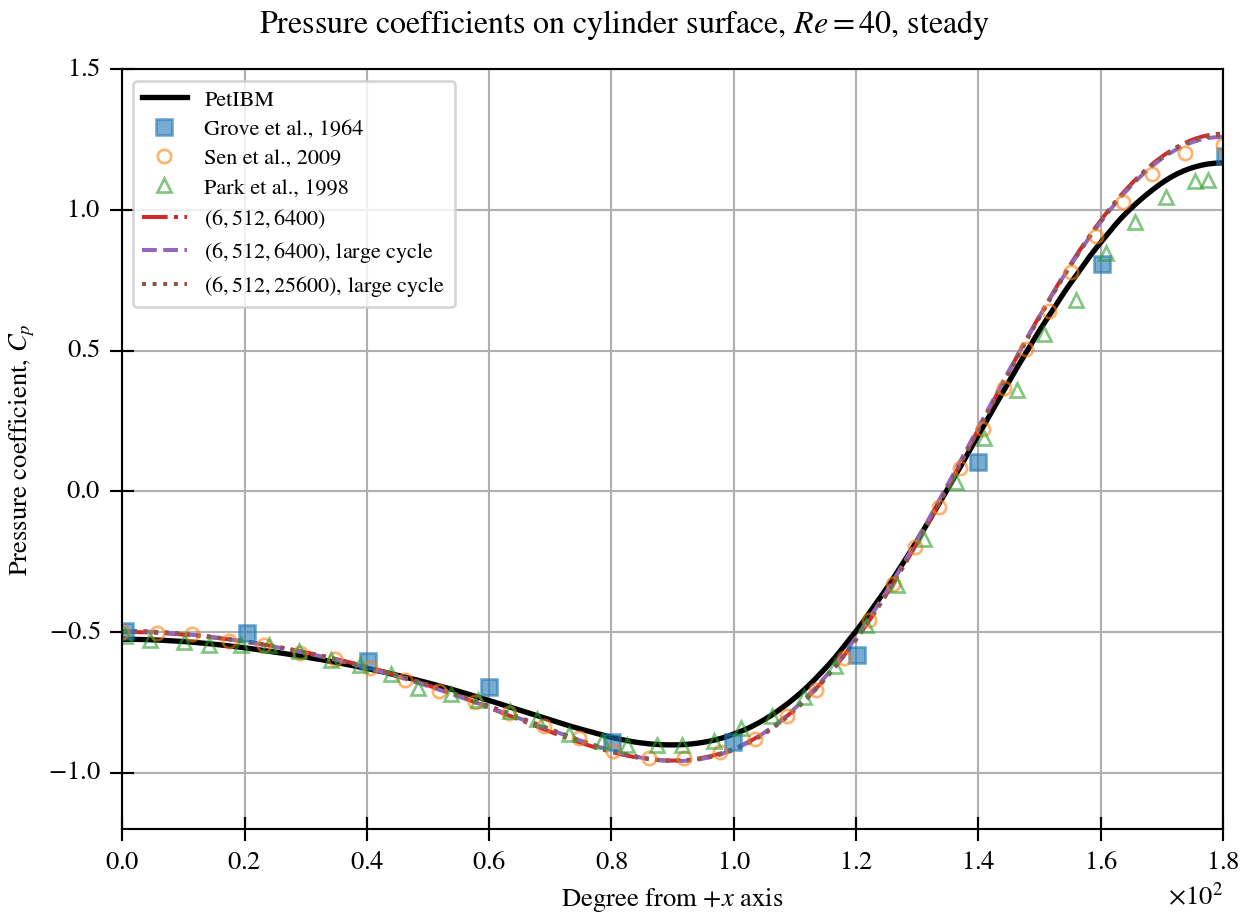 Pressure coefficients on cylinder surface, Re = 40, steady
1.5
1.0
0.5
0.0
−0.5
−1.0
Pressure coefficient, Cₚ
PetIBM
Grove et al., 1964
Sen et al., 2009
Park et al., 1998
(6, 512, 6400)
(6, 512, 6400), large cycle
(6, 512, 25600), large cycle
0.0 0.2 0.4 0.6 0.8 1.0 1.2 1.4 1.6 1.8
Degree from +x axis
×10²